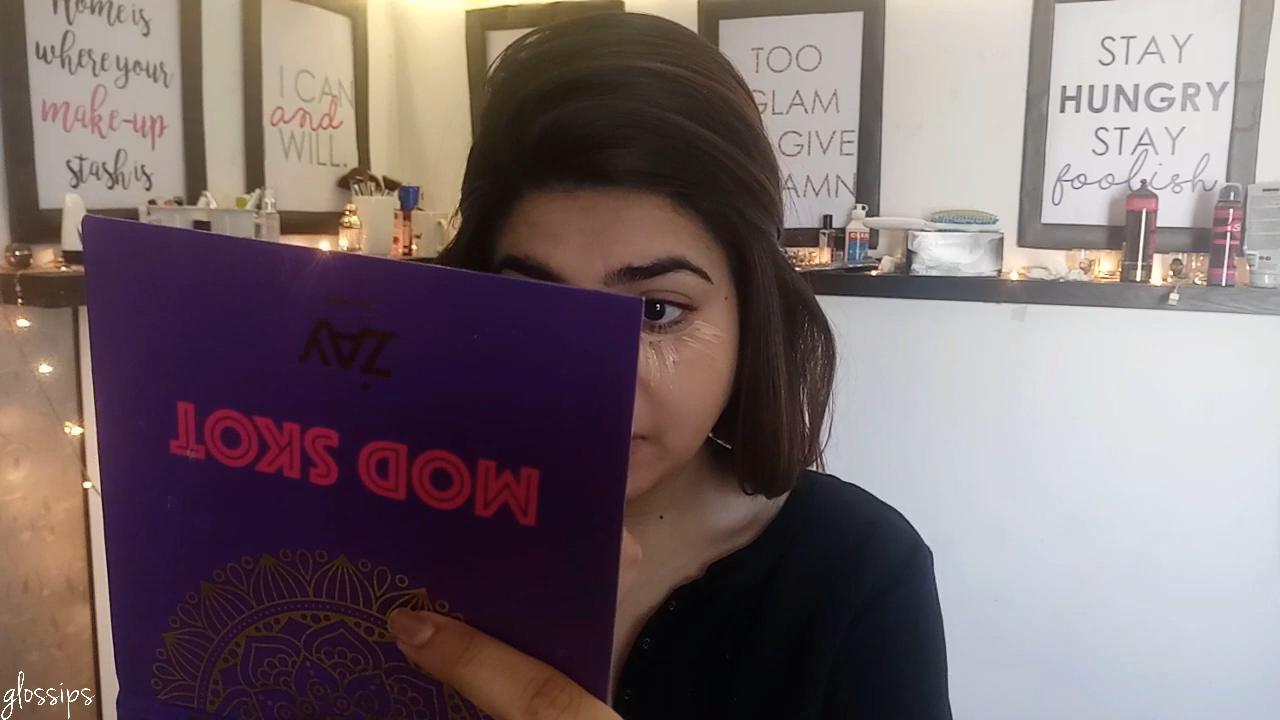 Home is
where your
make-up
stash is
I CAN
and
WILL.
TOO
GLAM
GIVE
STAY
HUNGRY
STAY
foolish
ZAY
MOD SKOT
glossips